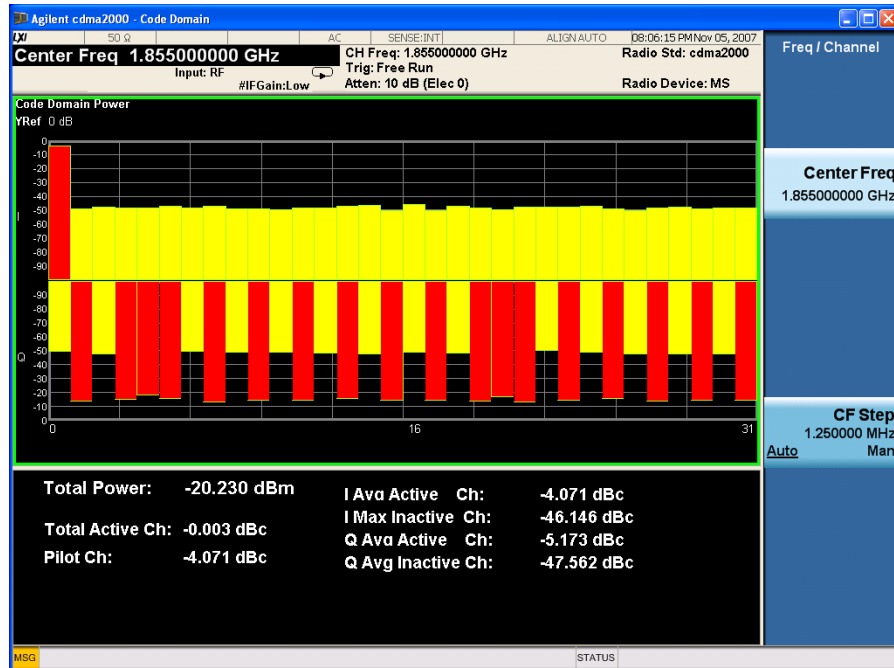 Agilent cdma2000 - Code Domain
LXI 50 Ω AC SENSE:INT ALIGNAUTO 08:06:15 PM Nov 05, 2007
Center Freq 1.855000000 GHz
Input: RF
#IFGain:Low
CH Freq: 1.855000000 GHz
Trig: Free Run
Atten: 10 dB (Elec 0)
Radio Std: cdma2000
Radio Device: MS
Freq / Channel
Code Domain Power
YRef 0 dB
0
-10
-20
-30
-40
-50
-60
-70
-80
-90
I
-90
-80
-70
-60
-50
-40
-30
-20
-10
0
Q
0 16 31
Center Freq
1.855000000 GHz
CF Step
1.250000 MHz
Auto Man
Total Power: -20.230 dBm
Total Active Ch: -0.003 dBc
Pilot Ch: -4.071 dBc
I Avg Active Ch: -4.071 dBc
I Max Inactive Ch: -46.146 dBc
Q Avg Active Ch: -5.173 dBc
Q Avg Inactive Ch: -47.562 dBc
MSG STATUS